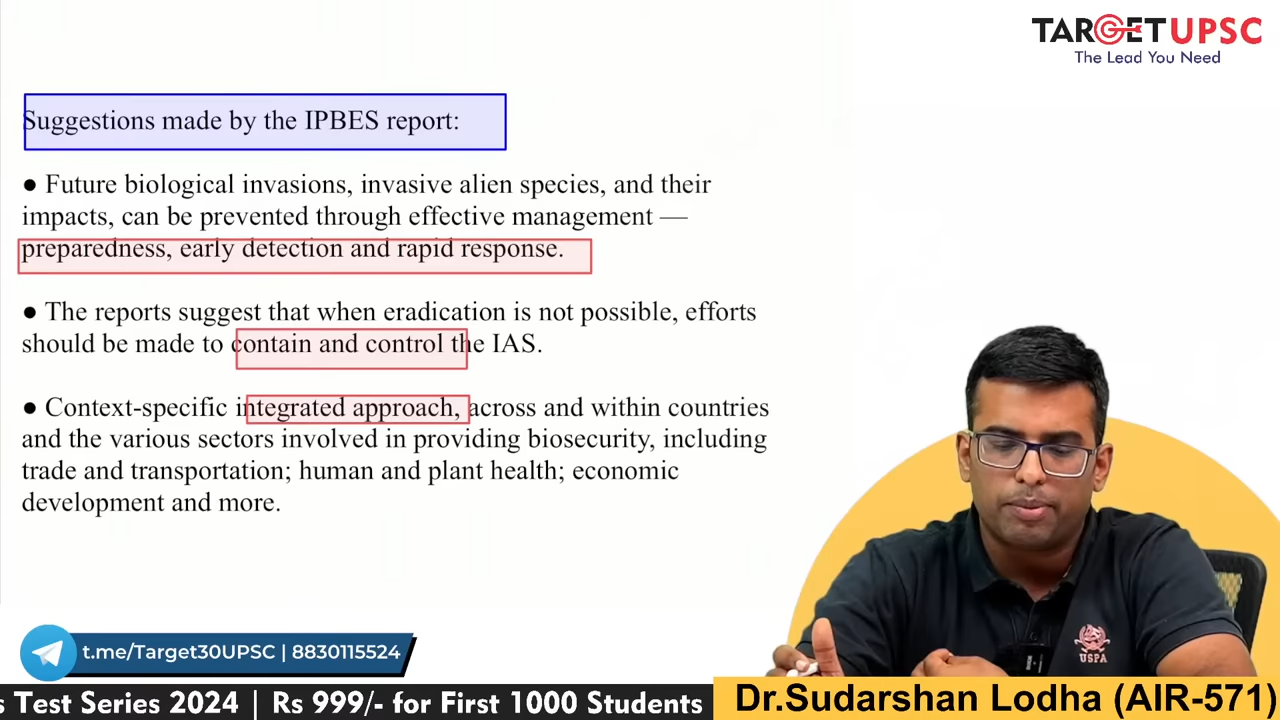 TARGET UPSC
The Lead You Need
Suggestions made by the IPBES report:
● Future biological invasions, invasive alien species, and their
impacts, can be prevented through effective management —
preparedness, early detection and rapid response.
● The reports suggest that when eradication is not possible, efforts
should be made to contain and control the IAS.
● Context-specific integrated approach, across and within countries
and the various sectors involved in providing biosecurity, including
trade and transportation; human and plant health; economic
development and more.
USPA
t.me/Target30UPSC | 8830115524
s Test Series 2024 | Rs 999/- for First 1000 Students
Dr.Sudarshan Lodha (AIR-571)